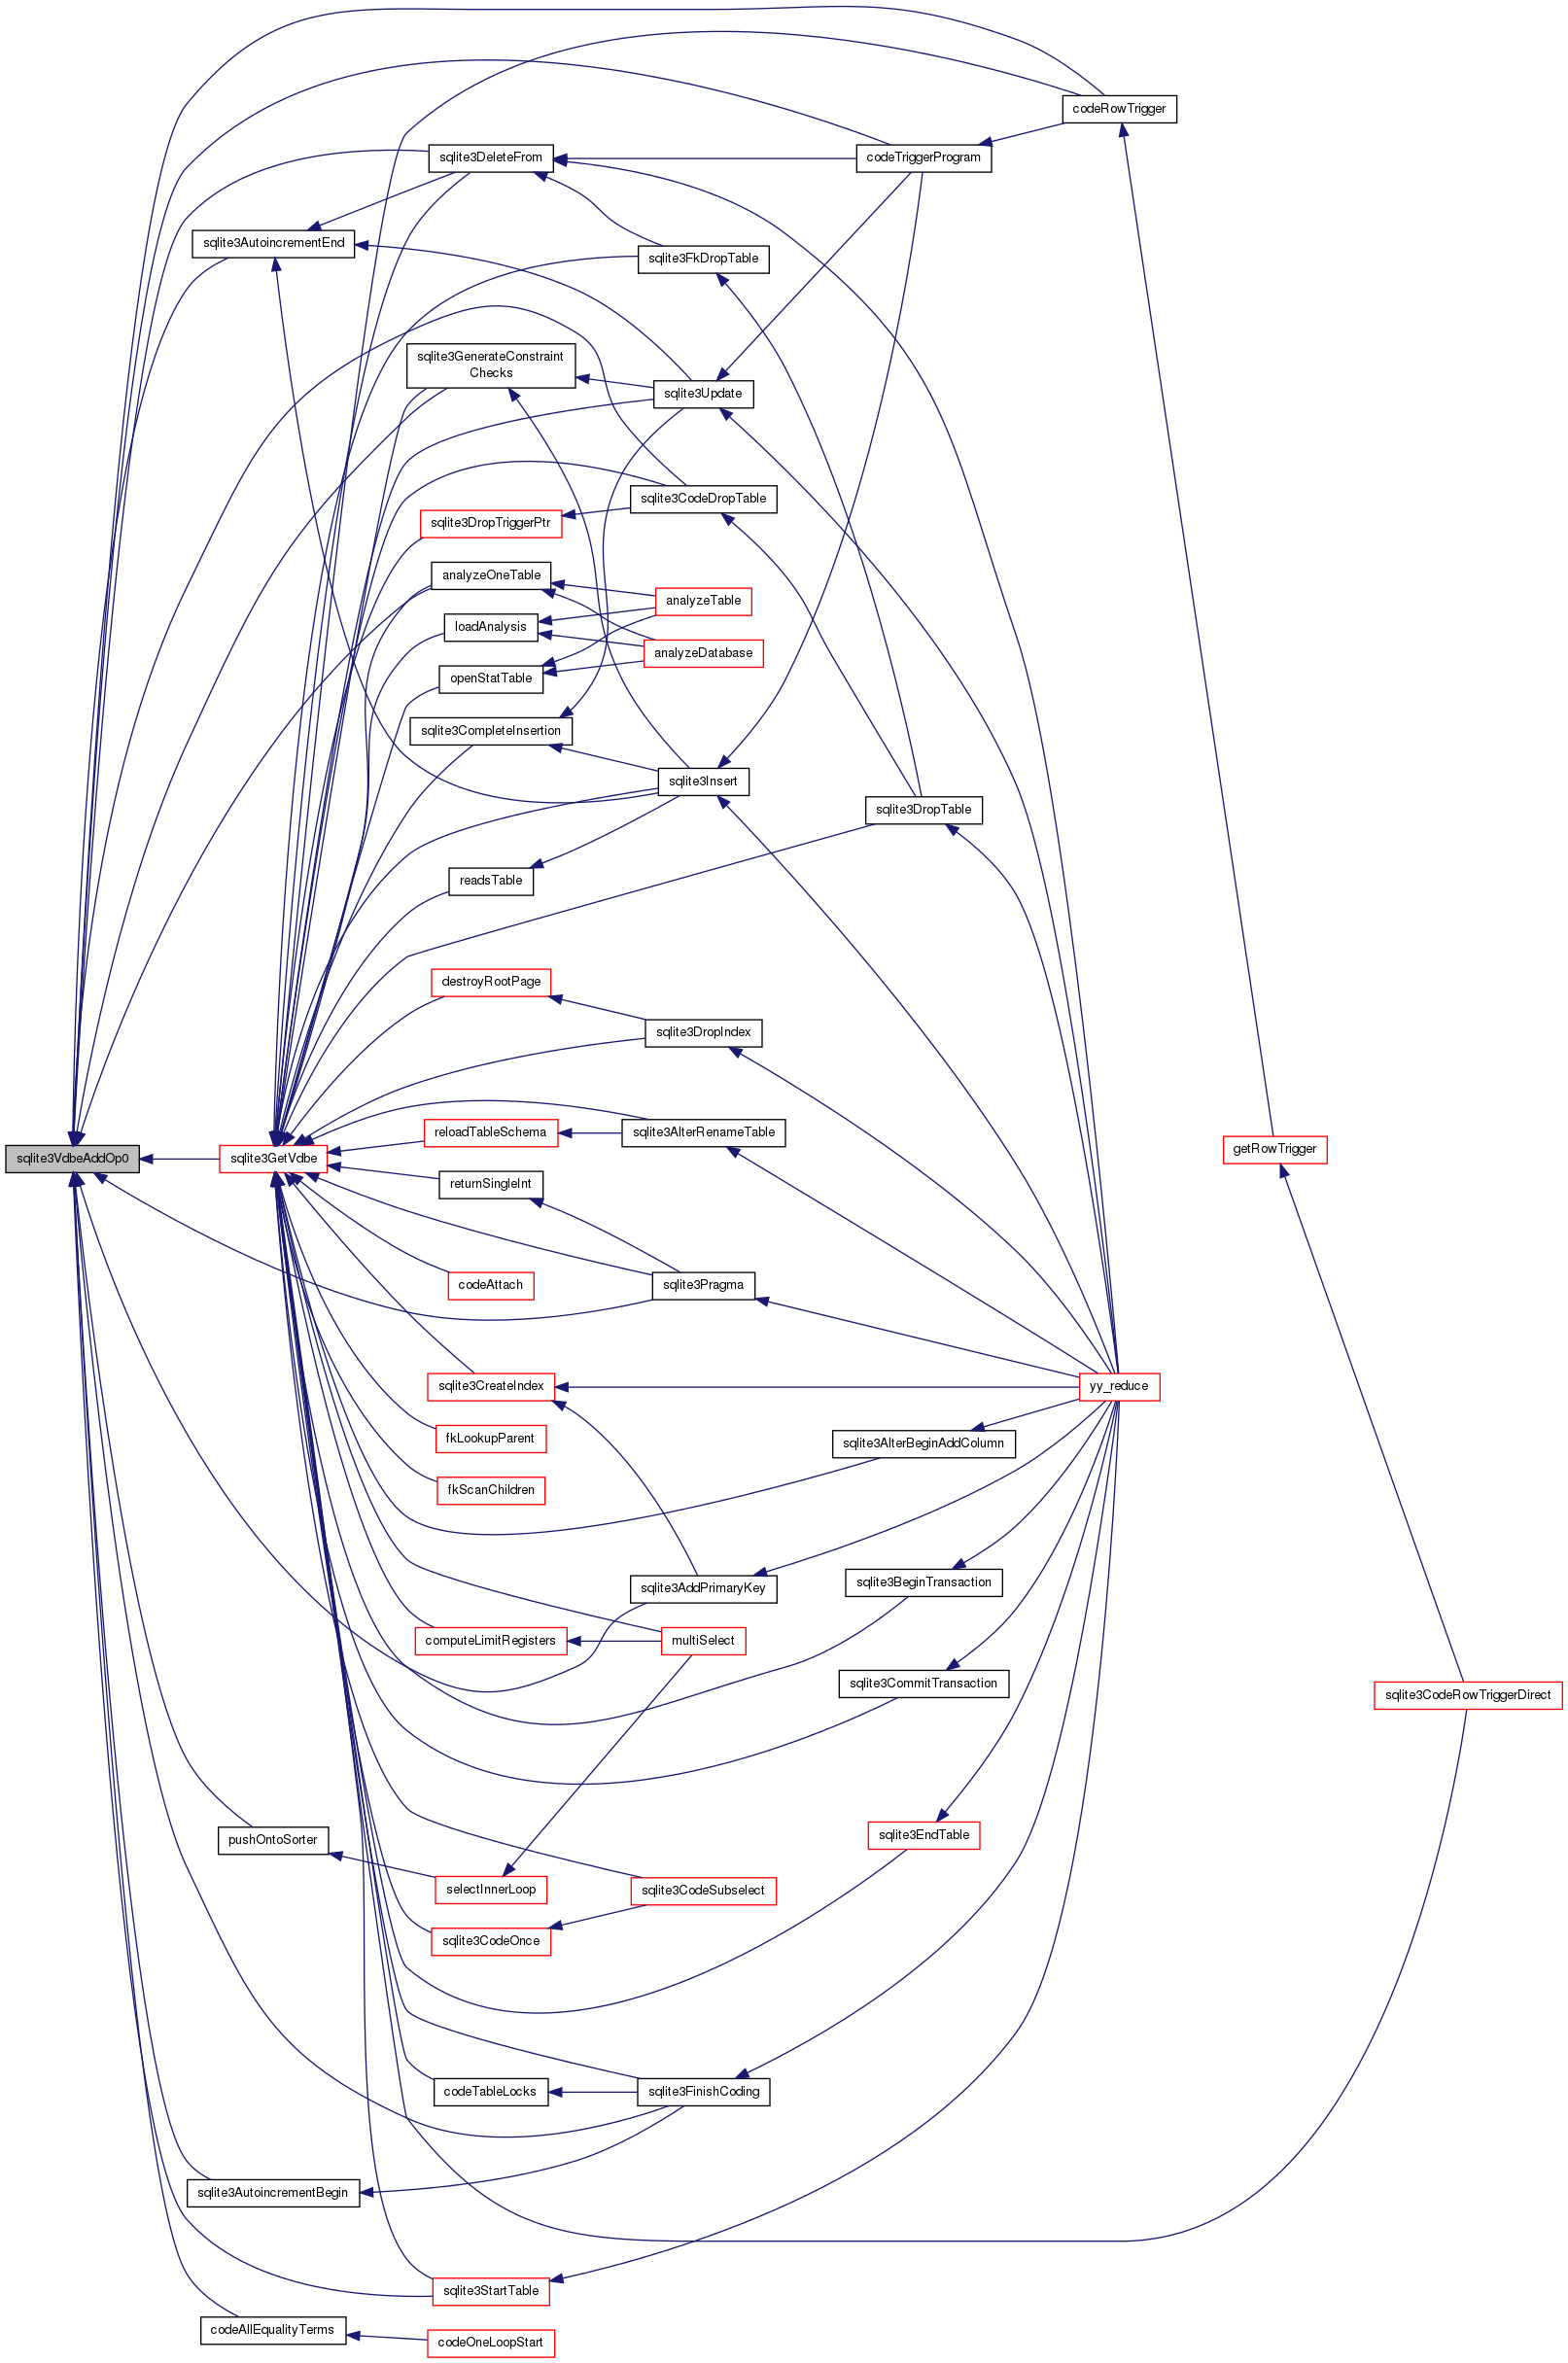 codeRowTrigger
sqlite3DeleteFrom
codeTriggerProgram
sqlite3AutoincrementEnd
sqlite3FkDropTable
sqlite3GenerateConstraint
Checks
sqlite3Update
sqlite3CodeDropTable
sqlite3DropTriggerPtr
analyzeOneTable
analyzeTable
loadAnalysis
analyzeDatabase
openStatTable
sqlite3CompleteInsertion
sqlite3Insert
sqlite3DropTable
readsTable
destroyRootPage
sqlite3DropIndex
reloadTableSchema
sqlite3AlterRenameTable
getRowTrigger
sqlite3VdbeAddOp0
sqlite3GetVdbe
returnSingleInt
codeAttach
sqlite3Pragma
sqlite3CreateIndex
yy_reduce
fkLookupParent
sqlite3AlterBeginAddColumn
fkScanChildren
sqlite3AddPrimaryKey
sqlite3BeginTransaction
computeLimitRegisters
multiSelect
sqlite3CommitTransaction
sqlite3CodeRowTriggerDirect
pushOntoSorter
sqlite3EndTable
selectInnerLoop
sqlite3CodeSubselect
sqlite3CodeOnce
codeTableLocks
sqlite3FinishCoding
sqlite3AutoincrementBegin
sqlite3StartTable
codeAllEqualityTerms
codeOneLoopStart